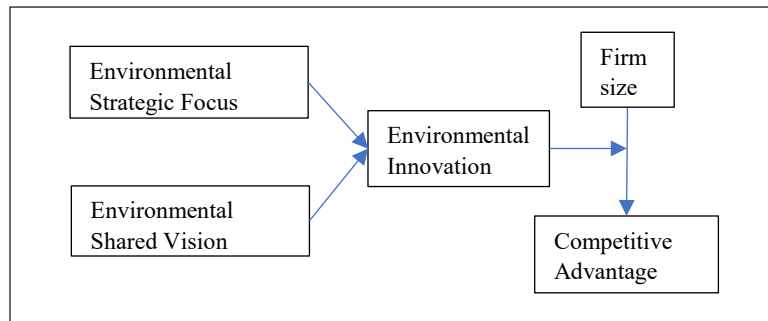 Environmental
Strategic Focus
Firm
size
Environmental
Innovation
Environmental
Shared Vision
Competitive
Advantage